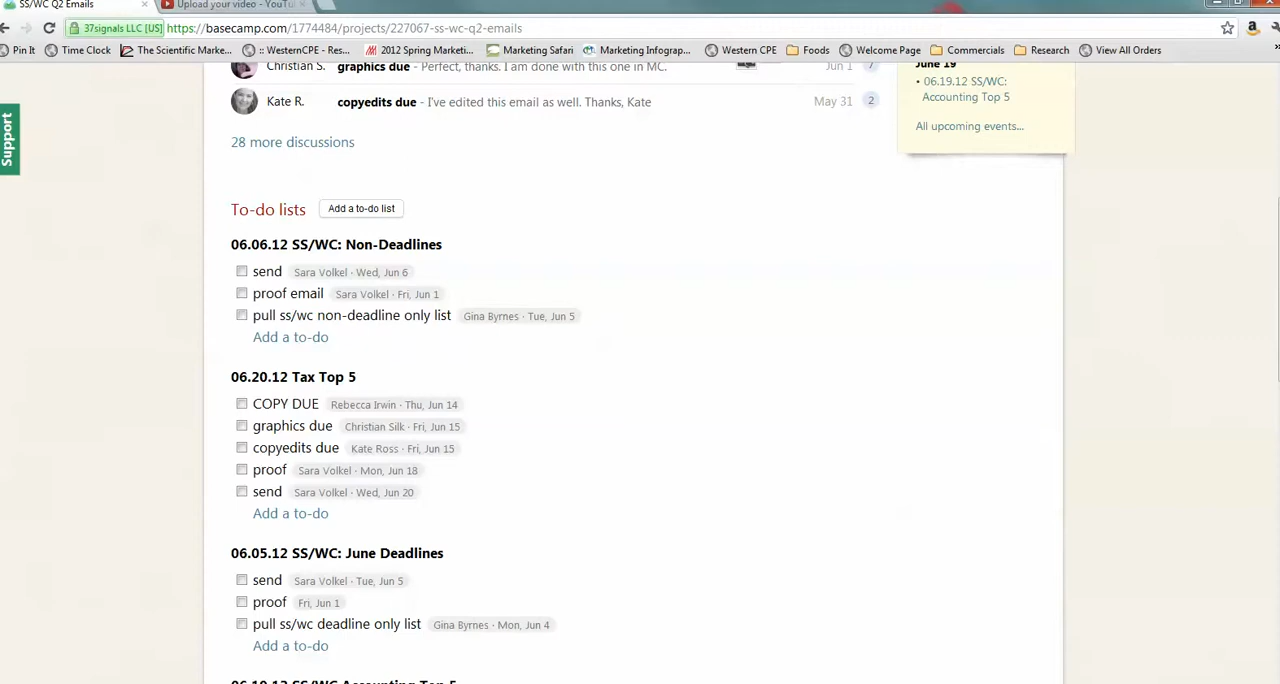 SS/WC Q2 Emails
Upload your video - YouTu
37signals LLC [US] https://basecamp.com/1774484/projects/227067-ss-wc-q2-emails
Pin It Time Clock The Scientific Marke... :: WesternCPE - Res... 2012 Spring Marketi... Marketing Safari Marketing Infograp... Western CPE Foods Welcome Page Commercials Research View All Orders
Support
Christian S. graphics due - Perfect, thanks. I am done with this one in MC. Jun 1 7
Kate R. copyedits due - I've edited this email as well. Thanks, Kate May 31 2
28 more discussions
June 19
• 06.19.12 SS/WC:
Accounting Top 5
All upcoming events...
To-do lists Add a to-do list
06.06.12 SS/WC: Non-Deadlines
send Sara Volkel · Wed, Jun 6
proof email Sara Volkel · Fri, Jun 1
pull ss/wc non-deadline only list Gina Byrnes · Tue, Jun 5
Add a to-do
06.20.12 Tax Top 5
COPY DUE Rebecca Irwin · Thu, Jun 14
graphics due Christian Silk · Fri, Jun 15
copyedits due Kate Ross · Fri, Jun 15
proof Sara Volkel · Mon, Jun 18
send Sara Volkel · Wed, Jun 20
Add a to-do
06.05.12 SS/WC: June Deadlines
send Sara Volkel · Tue, Jun 5
proof Fri, Jun 1
pull ss/wc deadline only list Gina Byrnes · Mon, Jun 4
Add a to-do
06.19.12 SS/WC Accounting Top 5